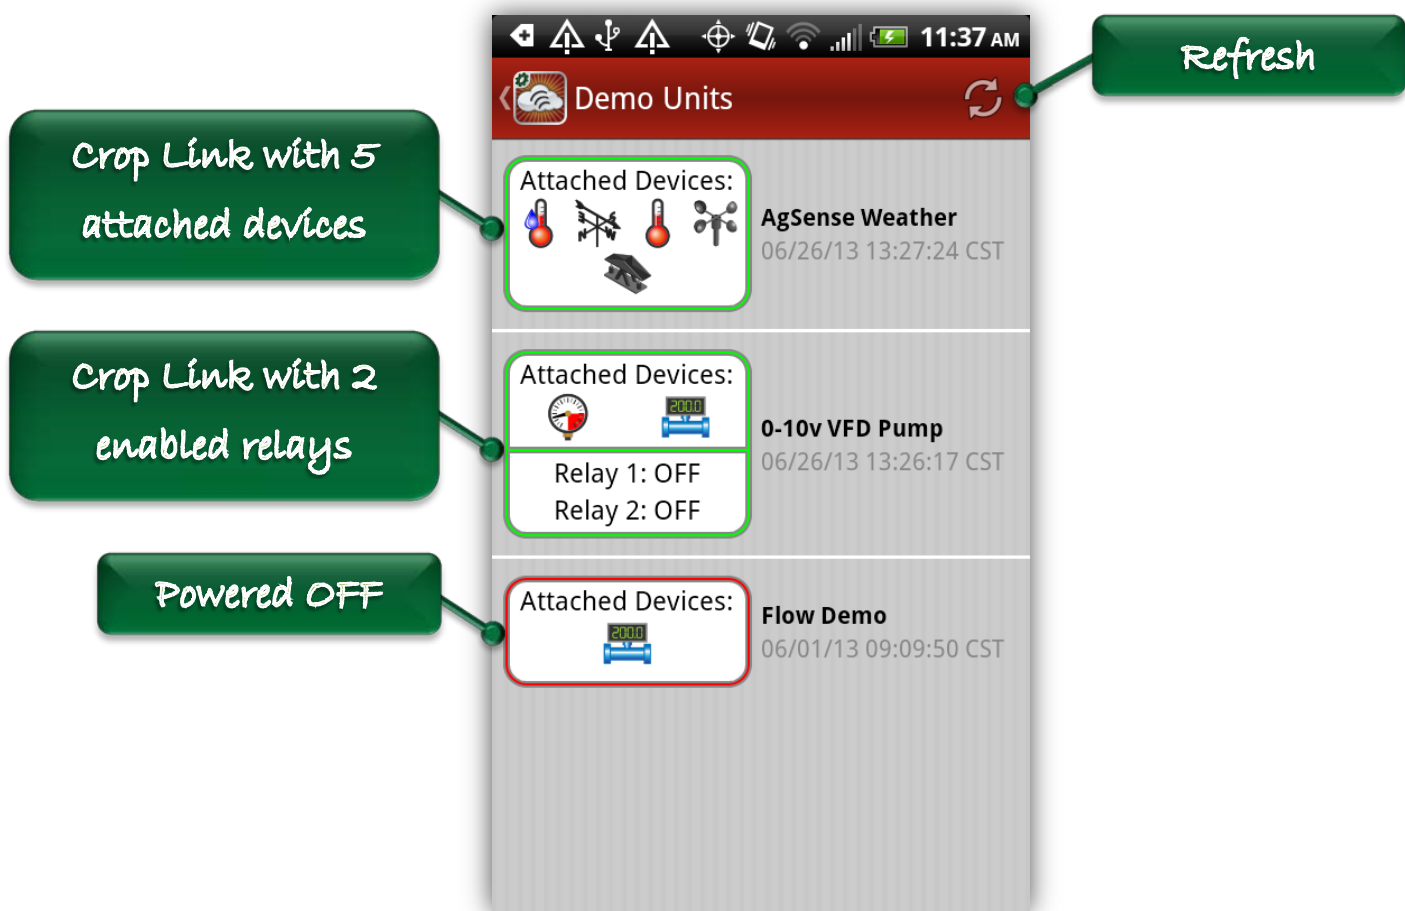 11:37 AM
Refresh
Demo Units
Crop Link with 5
attached devices
Attached Devices:
AgSense Weather
06/26/13 13:27:24 CST
Crop Link with 2
enabled relays
Attached Devices:
200.0
0-10v VFD Pump
06/26/13 13:26:17 CST
Relay 1: OFF
Relay 2: OFF
Powered OFF
Attached Devices:
200.0
Flow Demo
06/01/13 09:09:50 CST